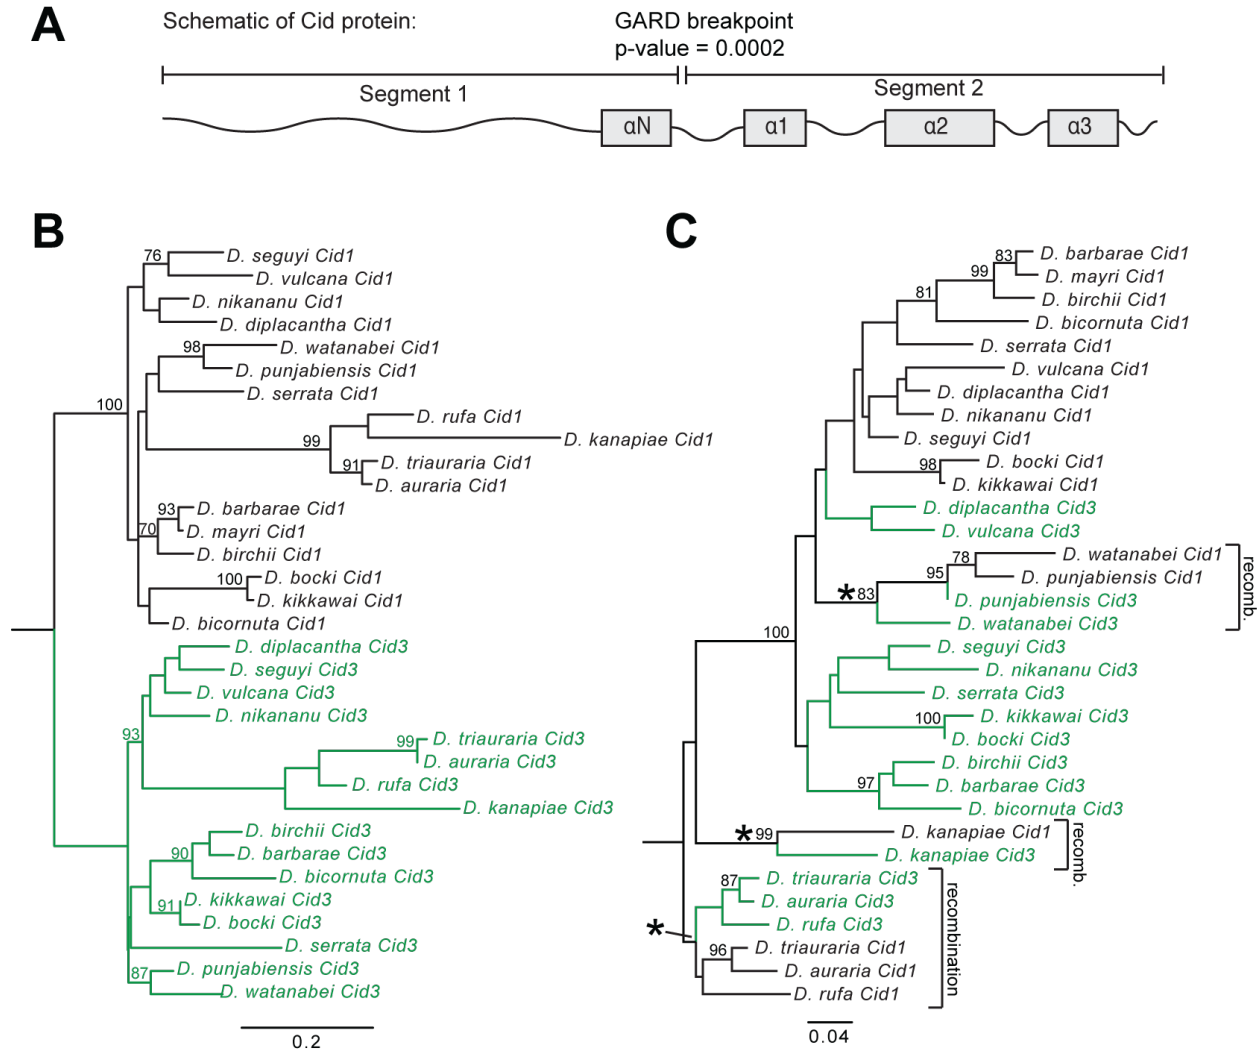 A
Schematic of Cid protein:
GARD breakpoint
p-value = 0.0002
Segment 1
Segment 2
αN
α1
α2
α3
B
76
D. seguyi Cid1
D. vulcana Cid1
D. nikananu Cid1
D. diplacantha Cid1
98
D. watanabei Cid1
D. punjabiensis Cid1
D. serrata Cid1
100
D. rufa Cid1
99
D. kanapiae Cid1
91
D. triauraria Cid1
D. auraria Cid1
93
D. barbarae Cid1
70
D. mayri Cid1
D. birchii Cid1
100
D. bocki Cid1
D. kikkawai Cid1
D. bicornuta Cid1
D. diplacantha Cid3
D. seguyi Cid3
D. vulcana Cid3
D. nikananu Cid3
93
99
D. triauraria Cid3
D. auraria Cid3
D. rufa Cid3
D. kanapiae Cid3
D. birchii Cid3
90
D. barbarae Cid3
D. bicornuta Cid3
D. kikkawai Cid3
91
D. bocki Cid3
D. serrata Cid3
87
D. punjabiensis Cid3
D. watanabei Cid3
0.2
C
83
D. barbarae Cid1
99
D. mayri Cid1
81
D. birchii Cid1
D. bicornuta Cid1
D. serrata Cid1
D. vulcana Cid1
D. diplacantha Cid1
D. nikananu Cid1
D. seguyi Cid1
98
D. bocki Cid1
D. kikkawai Cid1
D. diplacantha Cid3
D. vulcana Cid3
78
D. watanabei Cid1
95
D. punjabiensis Cid1
*83
D. punjabiensis Cid3
D. watanabei Cid3
recomb.
100
D. seguyi Cid3
D. nikananu Cid3
D. serrata Cid3
100
D. kikkawai Cid3
D. bocki Cid3
D. birchii Cid3
97
D. barbarae Cid3
D. bicornuta Cid3
*99
D. kanapiae Cid1
D. kanapiae Cid3
recomb.
87
D. triauraria Cid3
D. auraria Cid3
D. rufa Cid3
*
96
D. triauraria Cid1
D. auraria Cid1
D. rufa Cid1
recombination
0.04